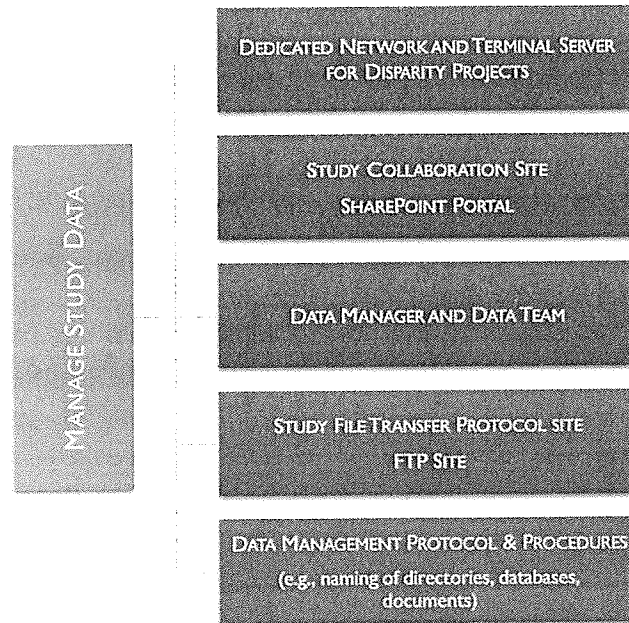 MANAGE STUDY DATA
DEDICATED NETWORK AND TERMINAL SERVER
FOR DISPARITY PROJECTS
STUDY COLLABORATION SITE
SHAREPOINT PORTAL
DATA MANAGER AND DATA TEAM
STUDY FILE TRANSFER PROTOCOL SITE
FTP SITE
DATA MANAGEMENT PROTOCOL & PROCEDURES
(e.g., naming of directories, databases,
documents)